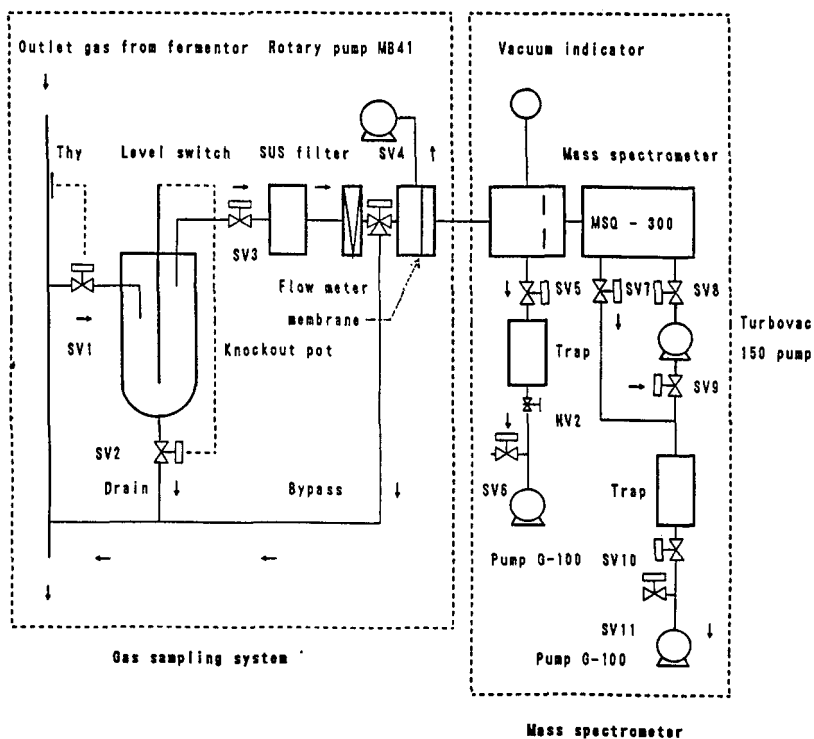 Outlet gas from fermentor
Rotary pump MB41
Vacuum indicator
Thy
Level switch
SUS filter
SV4
Mass spectrometer
MSQ - 300
SV3
SV1
Flow meter
membrane
Knockout pot
SV5
SV7
SV8
Turbovac
150 pump
Trap
SV9
NV2
SV2
Drain
Bypass
SV6
Trap
Pump G-100
SV10
SV11
Pump G-100
Gas sampling system
Mass spectrometer